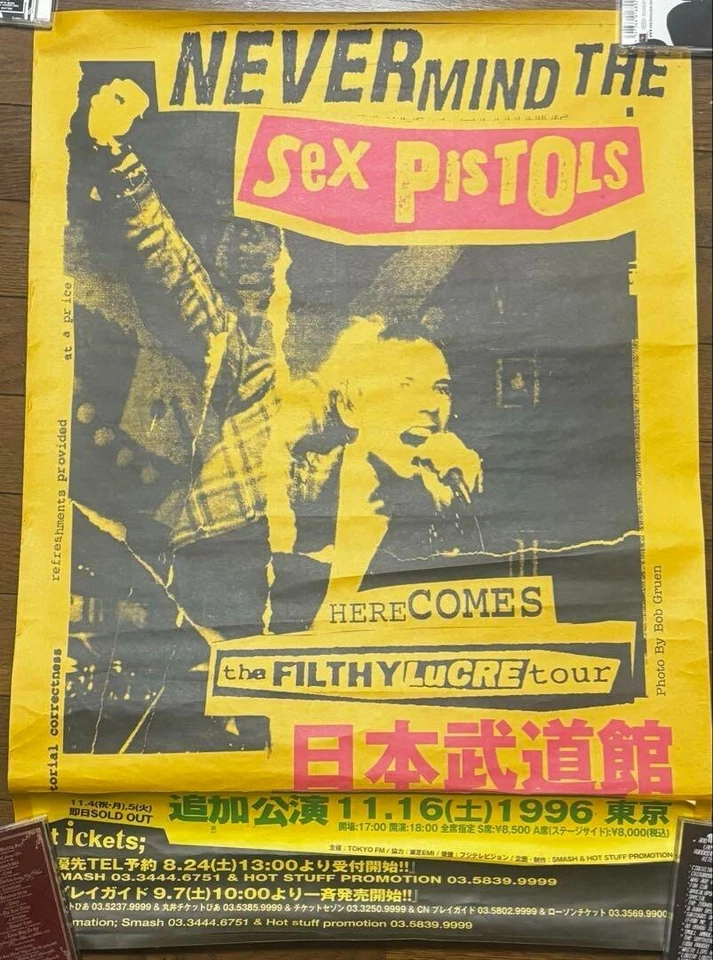 NEVER MIND THE
Sex PisTOLs
at a price
refreshments provided
torial correctness
HERE COMES
the FILTHY LuCRE tour
Photo By Bob Gruen
日本武道館
11.4(祝・月),5(火)
即日SOLD OUT
追加公演 11.16(土)1996 東京
開場:17:00 開演:18:00 全席指定 S席:¥8,500 A席(ステージサイド):¥8,000(税込)
主催:TOKYO FM / 協力:東芝EMI / 後援:フジテレビジョン / 企画・制作:SMASH & HOT STUFF PROMOTION
tickets;
優先TEL予約 8.24(土)13:00より受付開始!!
SMASH 03.3444.6751 & HOT STUFF PROMOTION 03.5839.9999
プレイガイド 9.7(土)10:00より一斉発売開始!!
トぴあ 03.5237.9999 & 丸井チケットぴあ 03.5385.9999 & チケットセゾン 03.3250.9999 & CN プレイガイド 03.5802.9999 & ローソンチケット 03.3569.9900
mation; Smash 03.3444.6751 & Hot stuff promotion 03.5839.9999